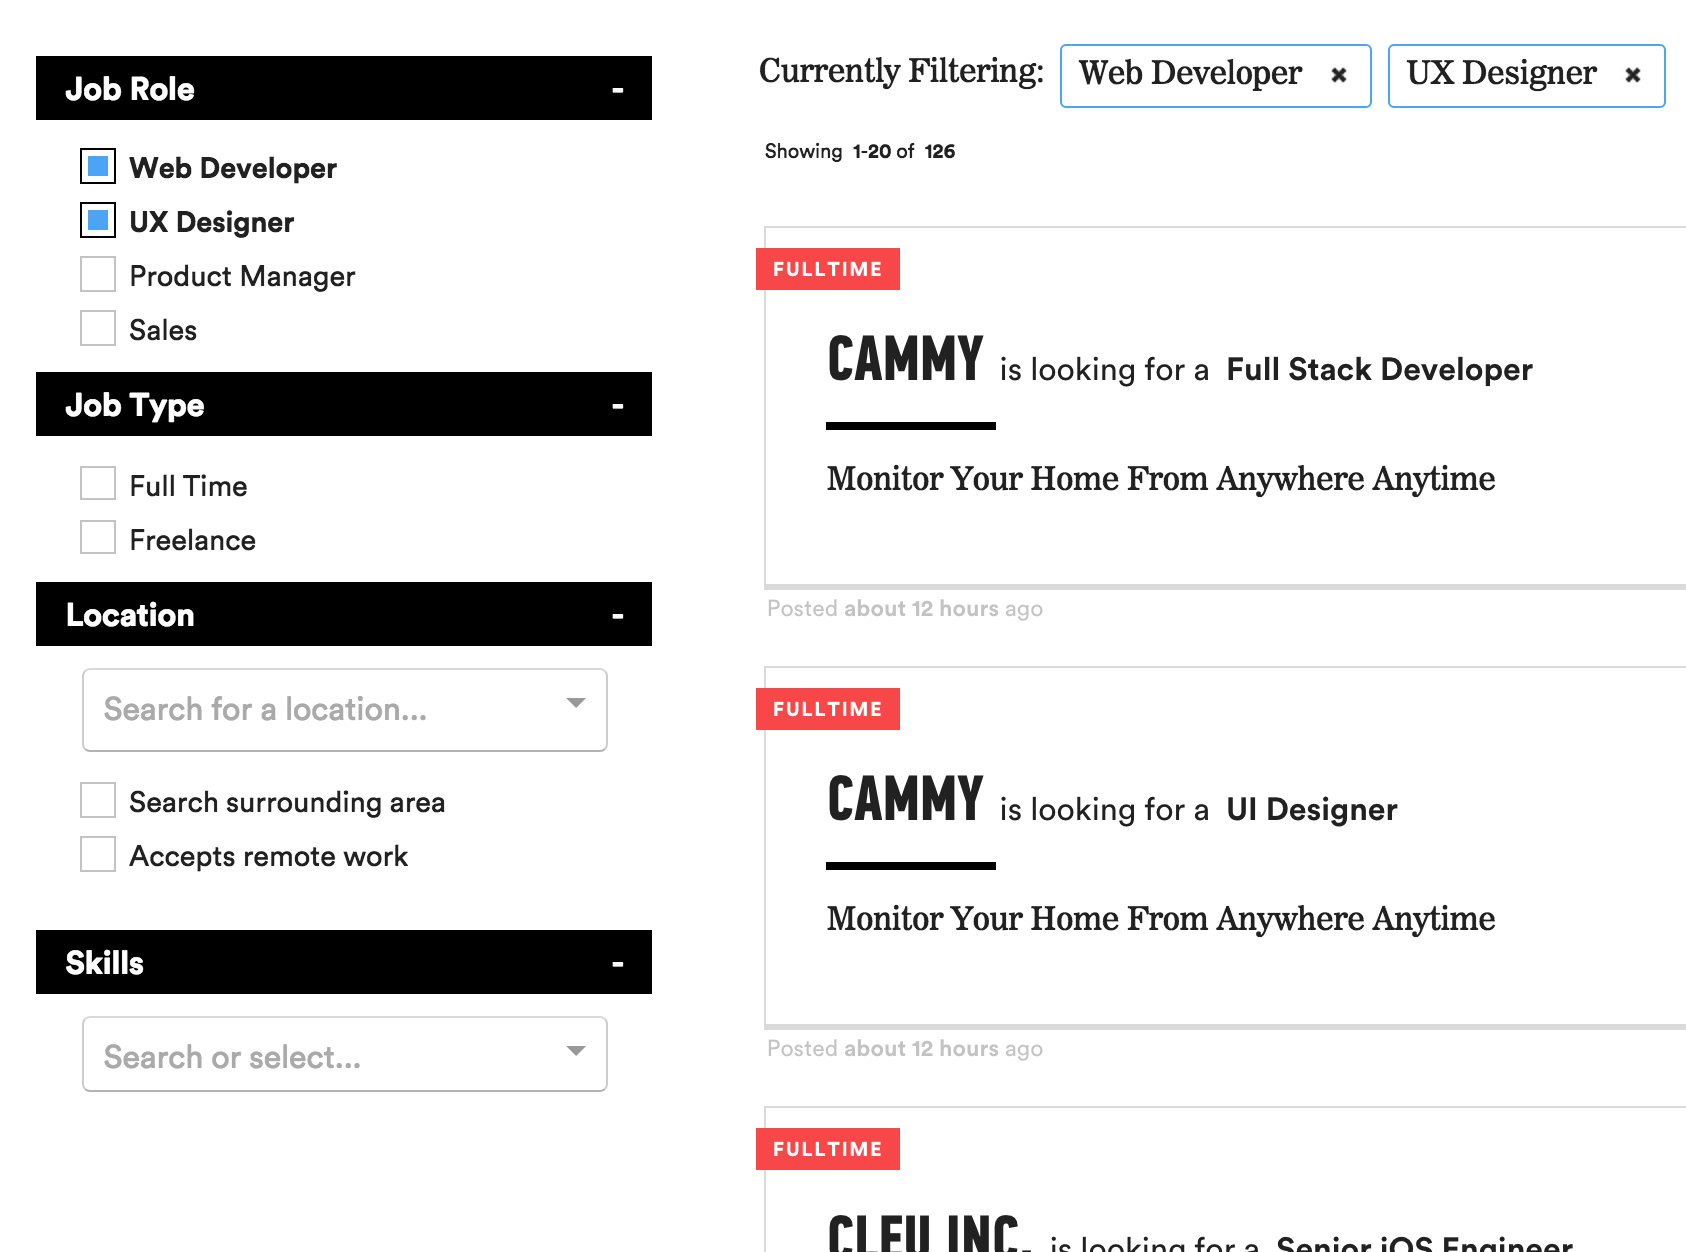 Job Role -
Web Developer
UX Designer
Product Manager
Sales
Job Type -
Full Time
Freelance
Location -
Search for a location...
Search surrounding area
Accepts remote work
Skills -
Search or select...
Currently Filtering: Web Developer ✖ UX Designer ✖
Showing 1-20 of 126
FULLTIME
CAMMY is looking for a Full Stack Developer
Monitor Your Home From Anywhere Anytime
Posted about 12 hours ago
FULLTIME
CAMMY is looking for a UI Designer
Monitor Your Home From Anywhere Anytime
Posted about 12 hours ago
FULLTIME
CLEU INC. is looking for a Senior iOS Engineer